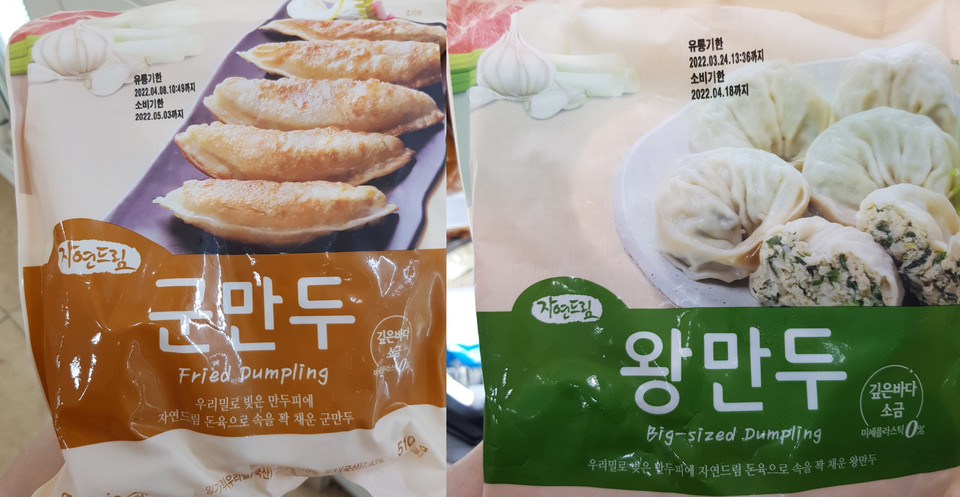 유통기한
2022.04.08.10:49까지
소비기한
2022.05.03까지
자연드림
군만두
Fried Dumpling
깊은바다
소금
우리밀로 빚은 만두피에
자연드림 돈육으로 속을 꽉 채운 군만두
유통기한
2022.03.24.13:36까지
소비기한
2022.04.18까지
자연드림
왕만두
Big-sized Dumpling
깊은바다
소금
미세플라스틱 0%
우리밀로 빚은 만두피에 자연드림 돈육으로 속을 꽉 채운 왕만두